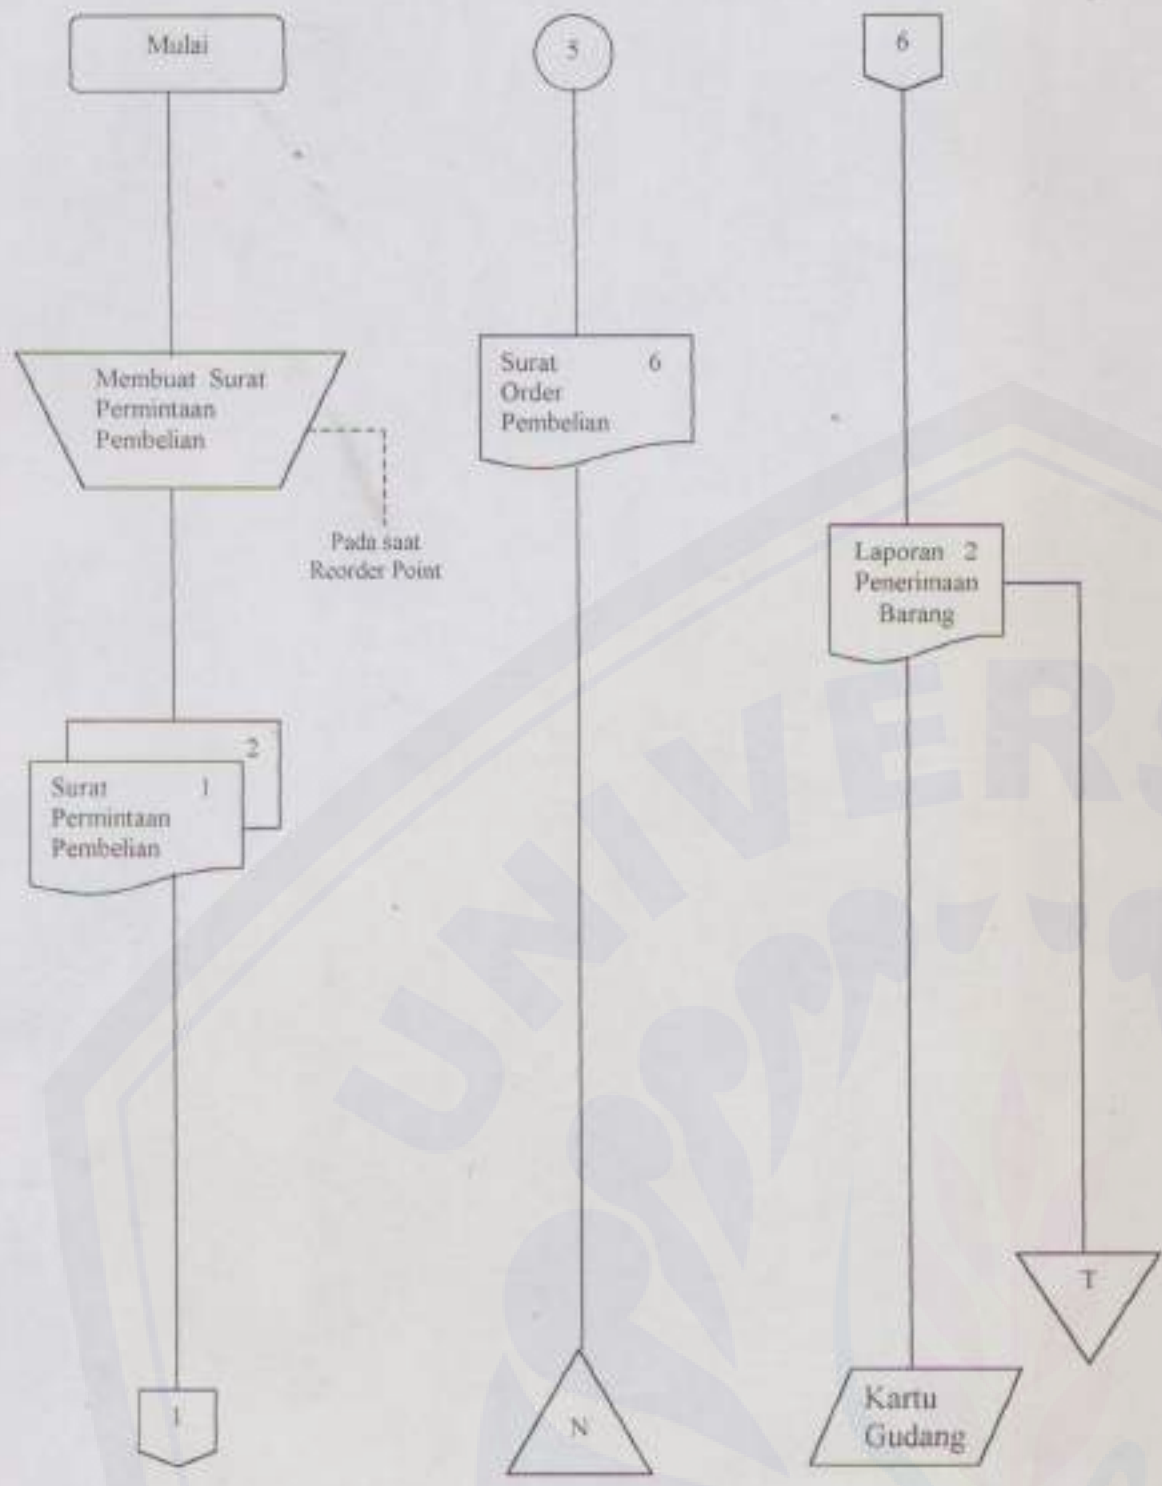 Mulai
Membuat Surat
Permintaan
Pembelian
Pada saat
Reorder Point
2
Surat 1
Permintaan
Pembelian
1
5
Surat 6
Order
Pembelian
N
6
Laporan 2
Penerimaan
Barang
T
Kartu
Gudang
UNIVERS